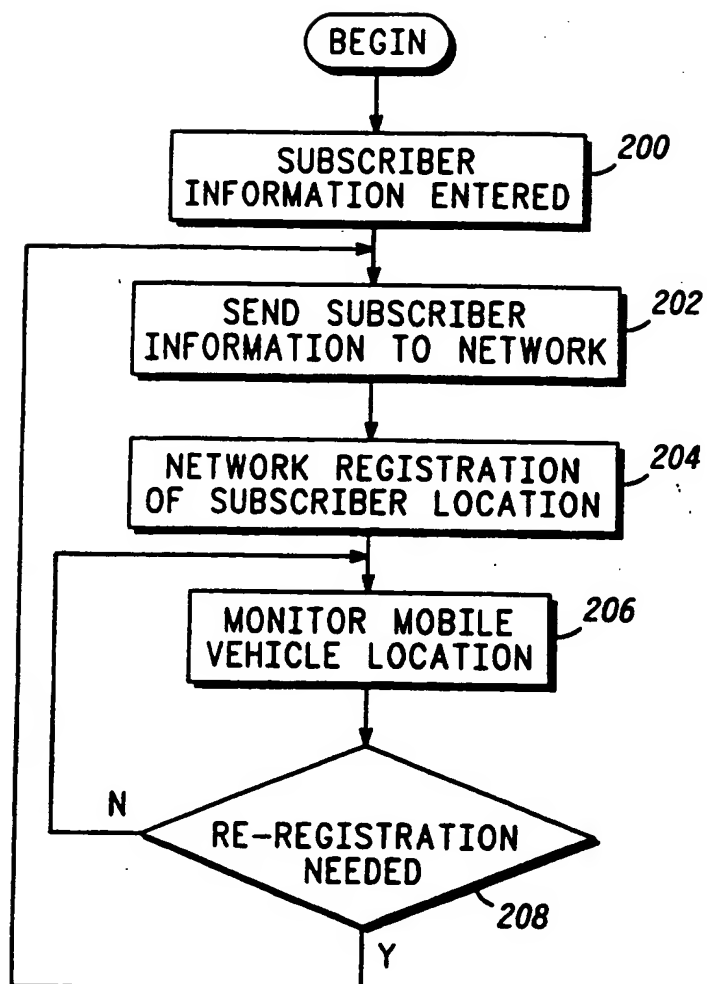 BEGIN
SUBSCRIBER
INFORMATION ENTERED
200
SEND SUBSCRIBER
INFORMATION TO NETWORK
202
NETWORK REGISTRATION
OF SUBSCRIBER LOCATION
204
MONITOR MOBILE
VEHICLE LOCATION
206
N
RE-REGISTRATION
NEEDED
208
Y